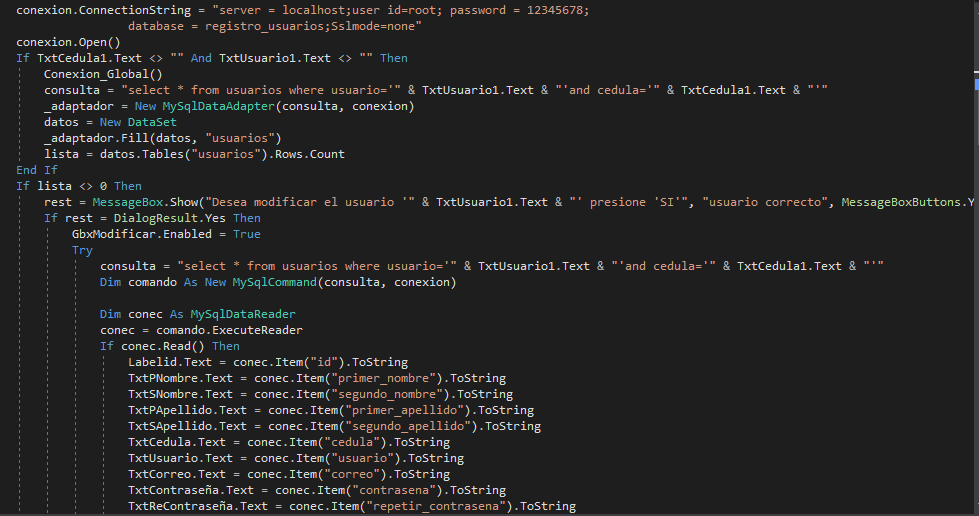 conexion.ConnectionString = "server = localhost;user id=root; password = 12345678;
database = registro_usuarios;Sslmode=none"
conexion.Open()
If TxtCedula1.Text <> "" And TxtUsuario1.Text <> "" Then
Conexion_Global()
consulta = "select * from usuarios where usuario='" & TxtUsuario1.Text & "'and cedula='" & TxtCedula1.Text & "'"
_adaptador = New MySqlDataAdapter(consulta, conexion)
datos = New DataSet
_adaptador.Fill(datos, "usuarios")
lista = datos.Tables("usuarios").Rows.Count
End If
If lista <> 0 Then
rest = MessageBox.Show("Desea modificar el usuario '" & TxtUsuario1.Text & "' presione 'SI'", "usuario correcto", MessageBoxButtons.Y
If rest = DialogResult.Yes Then
GbxModificar.Enabled = True
Try
consulta = "select * from usuarios where usuario='" & TxtUsuario1.Text & "'and cedula='" & TxtCedula1.Text & "'"
Dim comando As New MySqlCommand(consulta, conexion)
Dim conec As MySqlDataReader
conec = comando.ExecuteReader
If conec.Read() Then
Labelid.Text = conec.Item("id").ToString
TxtPNombre.Text = conec.Item("primer_nombre").ToString
TxtSNombre.Text = conec.Item("segundo_nombre").ToString
TxtPApellido.Text = conec.Item("primer_apellido").ToString
TxtSApellido.Text = conec.Item("segundo_apellido").ToString
TxtCedula.Text = conec.Item("cedula").ToString
TxtUsuario.Text = conec.Item("usuario").ToString
TxtCorreo.Text = conec.Item("correo").ToString
TxtContraseña.Text = conec.Item("contrasena").ToString
TxtReContraseña.Text = conec.Item("repetir_contrasena").ToString